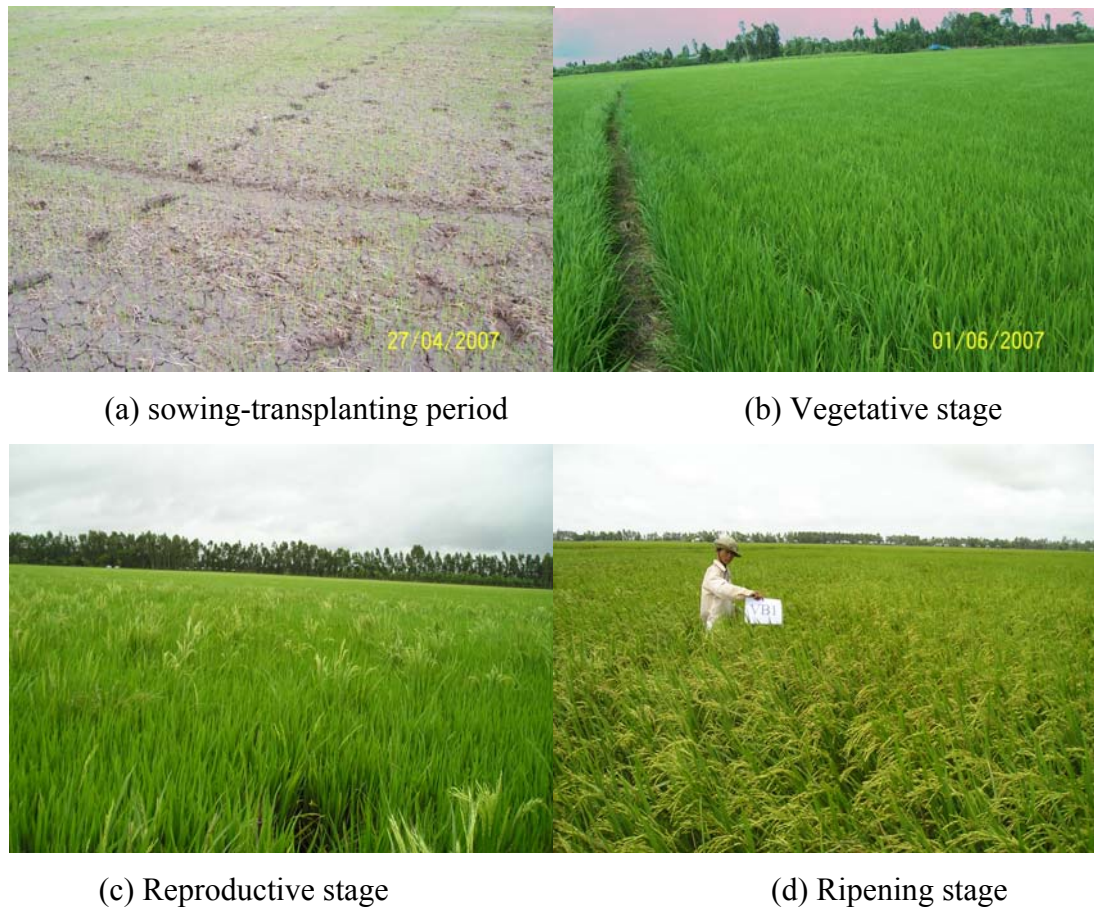 27/04/2007
01/06/2007
(a) sowing-transplanting period
(b) Vegetative stage
VB1
(c) Reproductive stage
(d) Ripening stage